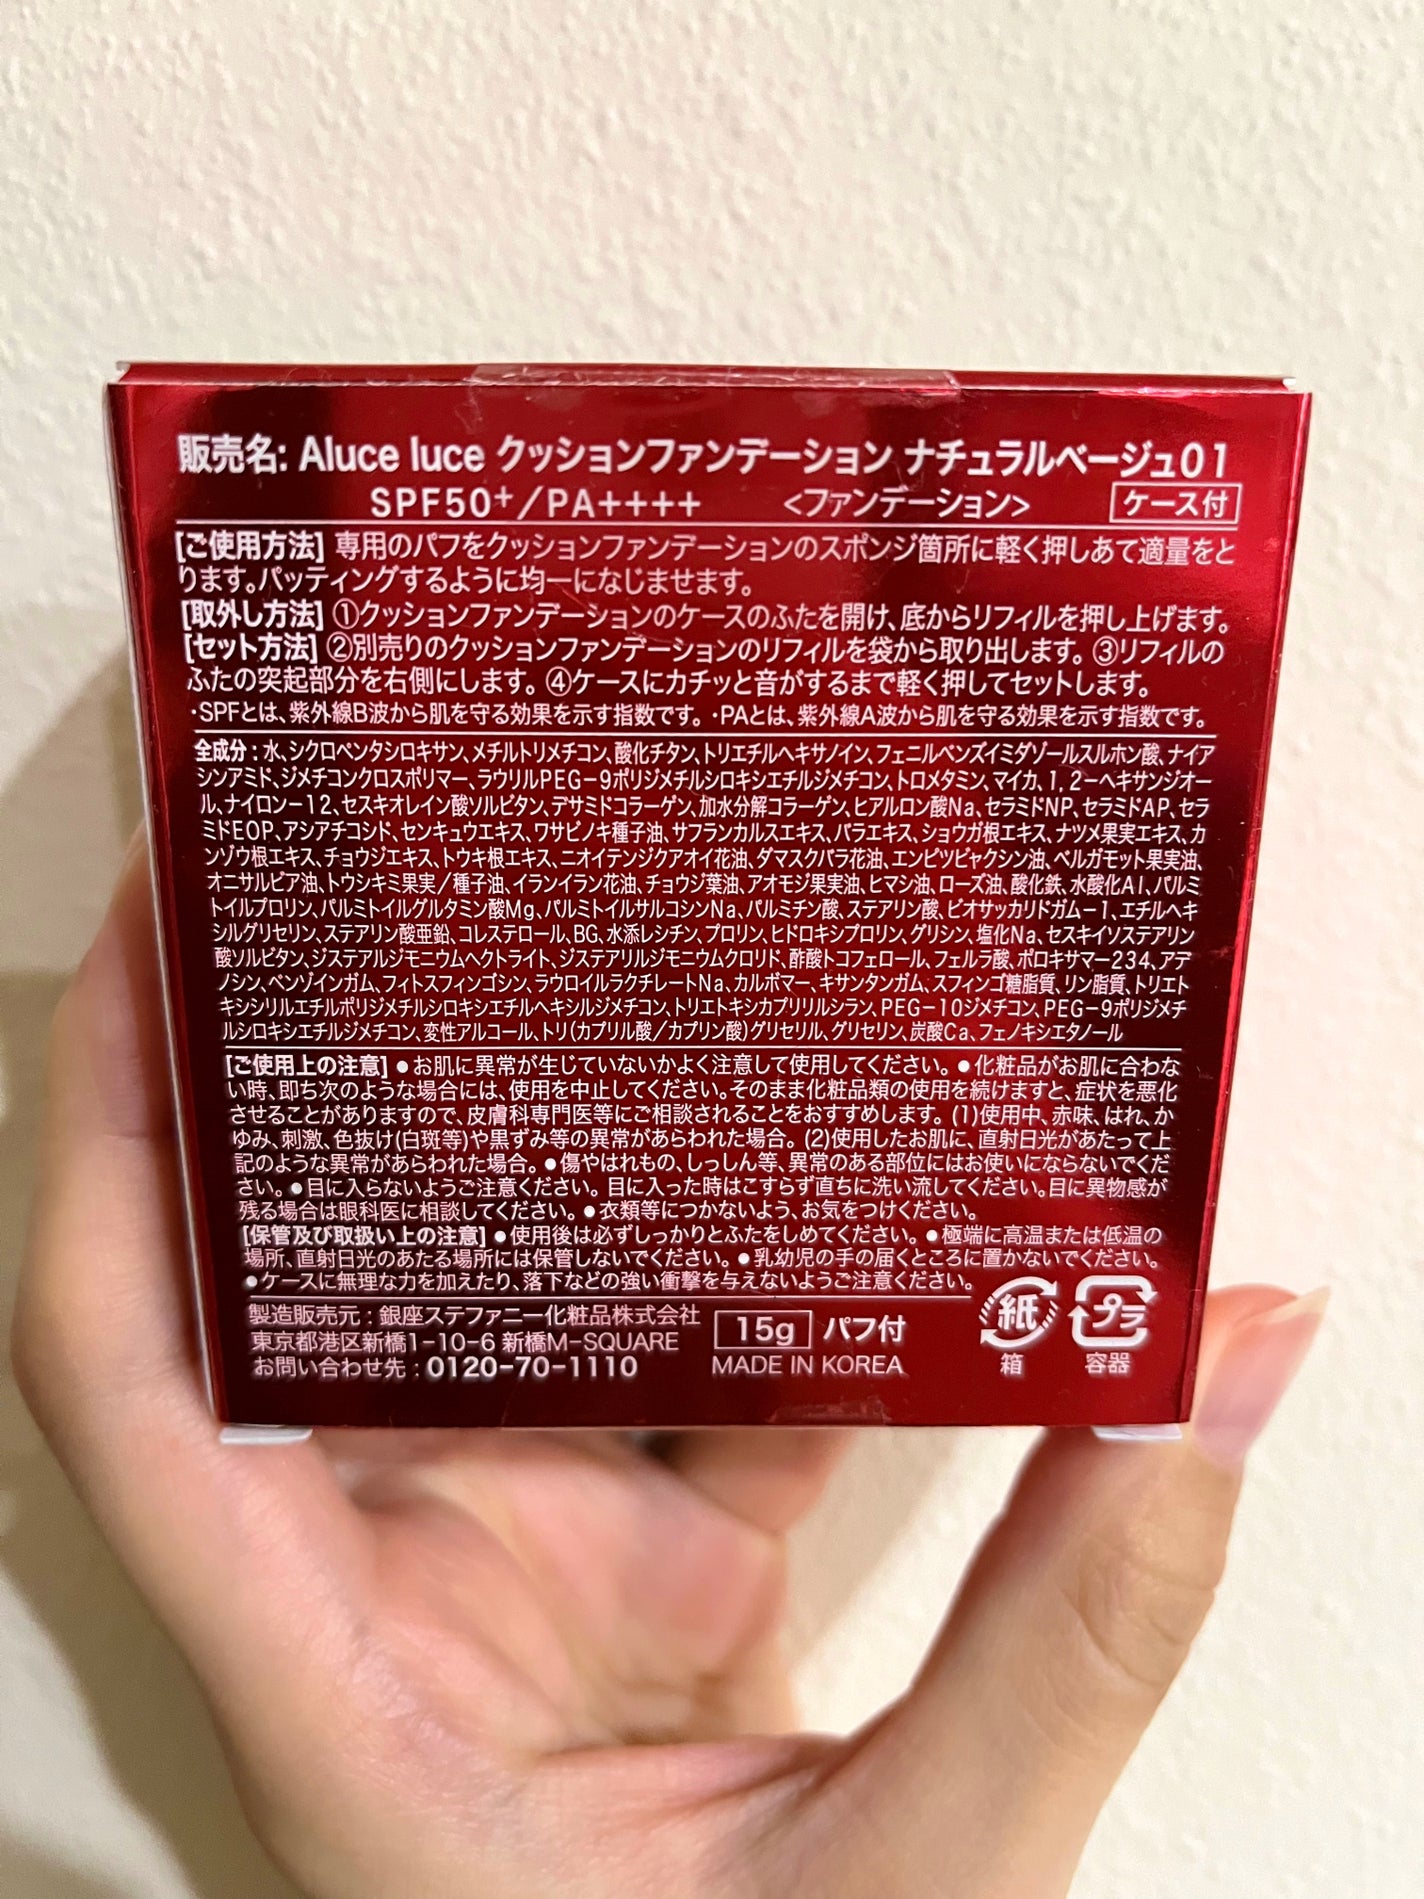 販売名: Aluce luce クッションファンデーション ナチュラルベージュ01
SPF50+/PA++++ <ファンデーション> ケース付
[ご使用方法] 専用のパフをクッションファンデーションのスポンジ箇所に軽く押しあて適量をと
ります。パッティングするように均一になじませます。
[取外し方法] ①クッションファンデーションのケースのふたを開け、底からリフィルを押し上げます。
[セット方法] ②別売りのクッションファンデーションのリフィルを袋から取り出します。③リフィルの
ふたの突起部分を右側にします。④ケースにカチッと音がするまで軽く押してセットします。
・SPFとは、紫外線B波から肌を守る効果を示す指数です。・PAとは、紫外線A波から肌を守る効果を示す指数です。
全成分：水、シクロペンタシロキサン、メチルトリメチコン、酸化チタン、トリエチルヘキサノイン、フェニルベンズイミダゾールスルホン酸、ナイア
シンアミド、ジメチコンクロスポリマー、ラウリルPEG－9ポリジメチルシロキシエチルジメチコン、トロメタミン、マイカ、1，2－ヘキサンジオー
ル、ナイロン－12、セスキオレイン酸ソルビタン、デサミドコラーゲン、加水分解コラーゲン、ヒアルロン酸Na、セラミドNP、セラミドAP、セラ
ミドEOP、アシアチコシド、センキュウエキス、ワサビノキ種子油、サフランカルスエキス、バラエキス、ショウガ根エキス、ナツメ果実エキス、カ
ンゾウ根エキス、チョウジエキス、トウキ根エキス、ニオイテンジクアオイ花油、ダマスクバラ花油、エンピツビャクシン油、ベルガモット果実油、
オニサルビア油、トウシキミ果実／種子油、イランイラン花油、チョウジ葉油、アオモジ果実油、ヒマシ油、ローズ油、酸化鉄、水酸化Al、パルミ
トイルプロリン、パルミトイルグルタミン酸Mg、パルミトイルサルコシンNa、パルミチン酸、ステアリン酸、ビオサッカリドガム－1、エチルヘキ
シルグリセリン、ステアリン酸亜鉛、コレステロール、BG、水添レシチン、プロリン、ヒドロキシプロリン、グリシン、塩化Na、セスキイソステアリン
酸ソルビタン、ジステアルジモニウムヘクトライト、ジステアリルジモニウムクロリド、酢酸トコフェロール、フェルラ酸、ポロキサマー234、アデ
ノシン、ベンゾインガム、フィトスフィンゴシン、ラウロイルラクチレートNa、カルボマー、キサンタンガム、スフィンゴ糖脂質、リン脂質、トリエト
キシシリルエチルポリジメチルシロキシエチルヘキシルジメチコン、トリエトキシカプリリルシラン、PEG－10ジメチコン、PEG－9ポリジメチ
ルシロキシエチルジメチコン、変性アルコール、トリ(カプリル酸／カプリン酸)グリセリル、グリセリン、炭酸Ca、フェノキシエタノール
[ご使用上の注意] ●お肌に異常が生じていないかよく注意して使用してください。●化粧品がお肌に合わな
い時、即ち次のような場合には、使用を中止してください。そのまま化粧品類の使用を続けますと、症状を悪化
させることがありますので、皮膚科専門医等にご相談されることをおすすめします。(1)使用中、赤味、はれ、か
ゆみ、刺激、色抜け(白斑等)や黒ずみ等の異常があらわれた場合。(2)使用したお肌に、直射日光があたって上
記のような異常があらわれた場合。●傷やはれもの、しっしん等、異常のある部位にはお使いにならないでくだ
さい。●目に入らないようご注意ください。目に入った時はこすらず直ちに洗い流してください。目に異物感が
残る場合は眼科医に相談してください。●衣類等につかないよう、お気をつけください。
[保管及び取扱い上の注意] ●使用後は必ずしっかりとふたをしめてください。●極端に高温または低温の
場所、直射日光のあたる場所には保管しないでください。●乳幼児の手の届くところに置かないでください。
●ケースに無理な力を加えたり、落下などの強い衝撃を与えないようご注意ください。
製造販売元：銀座ステファニー化粧品株式会社
東京都港区新橋1-10-6 新橋M-SQUARE
お問い合わせ先：0120-70-1110
15g パフ付
MADE IN KOREA
紙 プラ
箱 容器